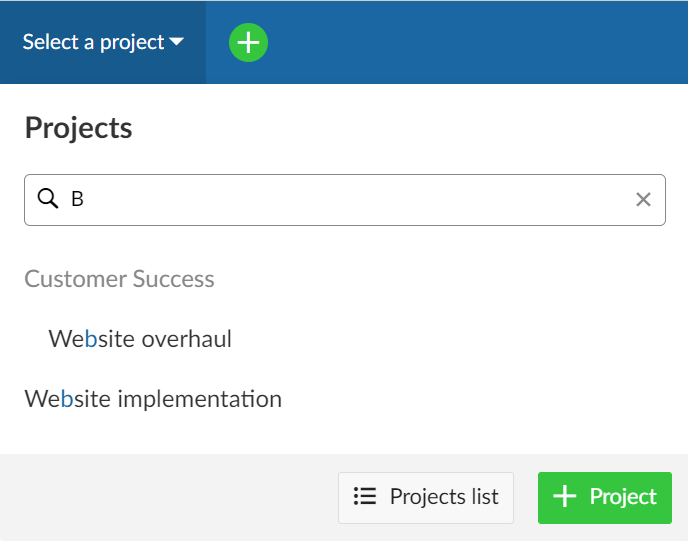 Select a project
Projects
B
Customer Success
Website overhaul
Website implementation
Projects list
Project